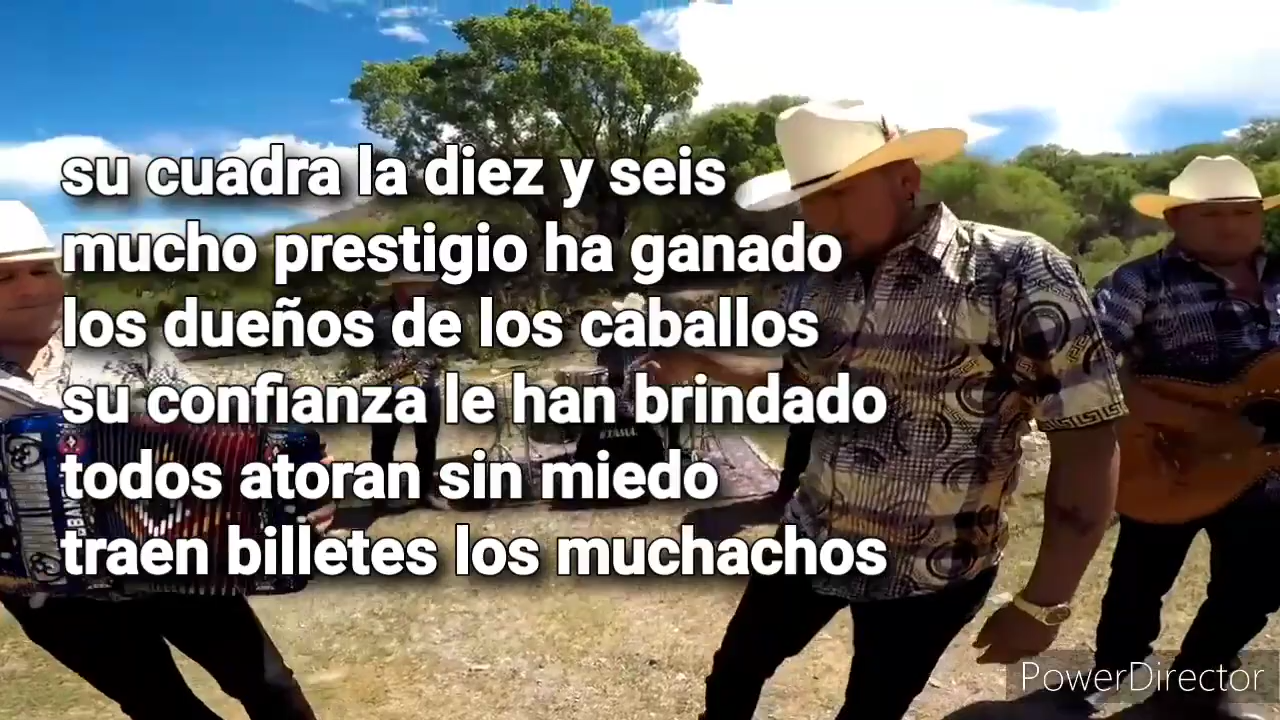 su cuadra la diez y seis
mucho prestigio ha ganado
los dueños de los caballos
su confianza le han brindado
todos atoran sin miedo
traen billetes los muchachos
TAMA
PowerDirector